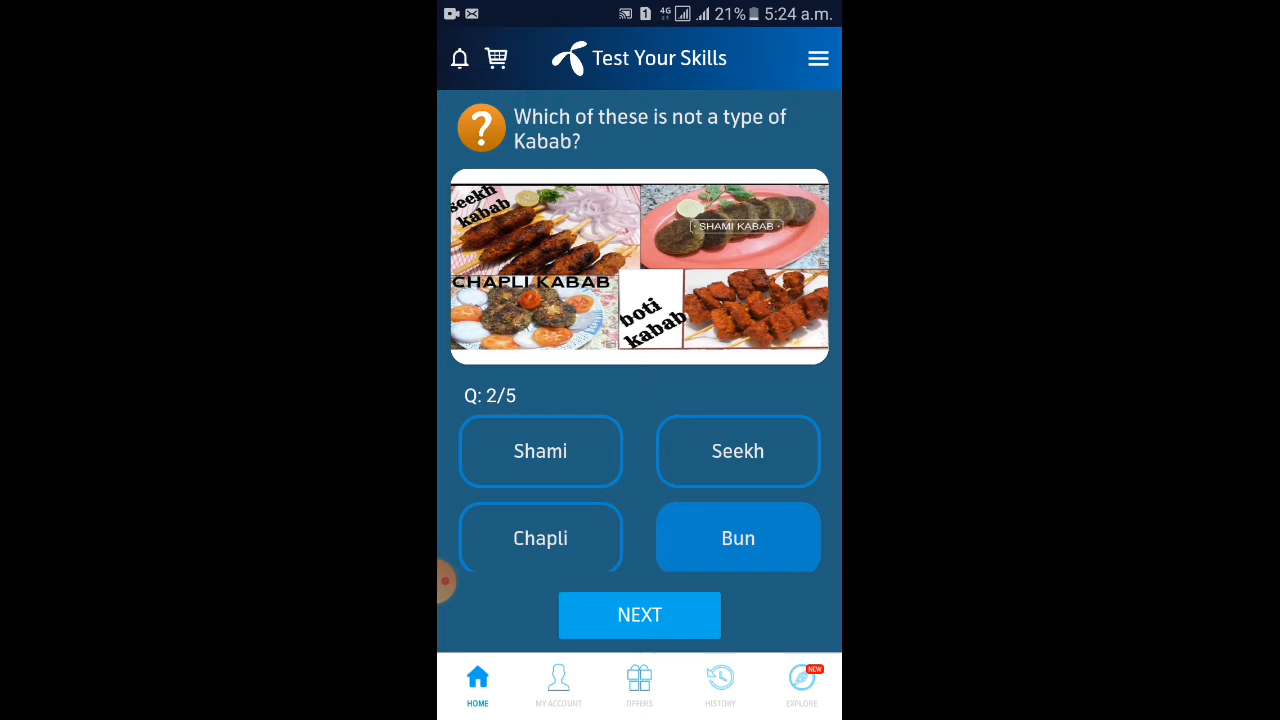 1 4G 21% 5:24 a.m.
Test Your Skills
?
Which of these is not a type of
Kabab?
seekh
kabab
SHAMI KABAB
CHAPLI KABAB
boti
kabab
Q: 2/5
Shami
Seekh
Chapli
Bun
NEXT
NEW
HOME
MY ACCOUNT
OFFERS
HISTORY
EXPLORE